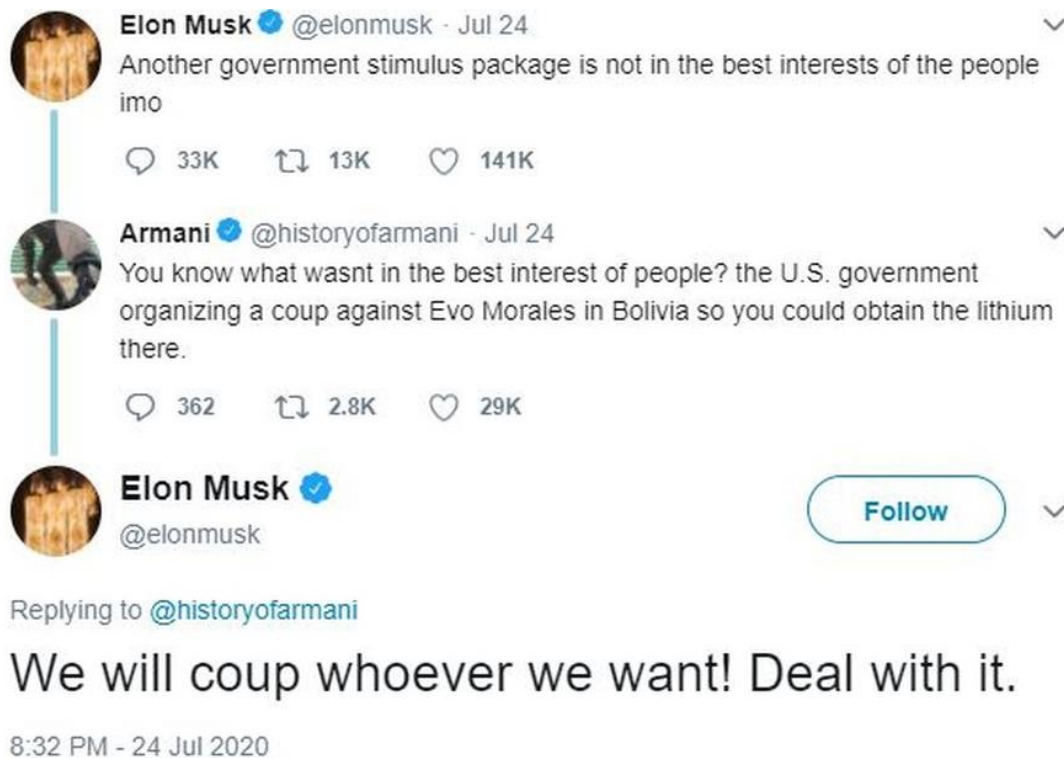 Elon Musk @elonmusk · Jul 24
Another government stimulus package is not in the best interests of the people
imo
33K 13K 141K
Armani @historyofarmani · Jul 24
You know what wasnt in the best interest of people? the U.S. government
organizing a coup against Evo Morales in Bolivia so you could obtain the lithium
there.
362 2.8K 29K
Elon Musk
Follow
@elonmusk
Replying to @historyofarmani
We will coup whoever we want! Deal with it.
8:32 PM - 24 Jul 2020